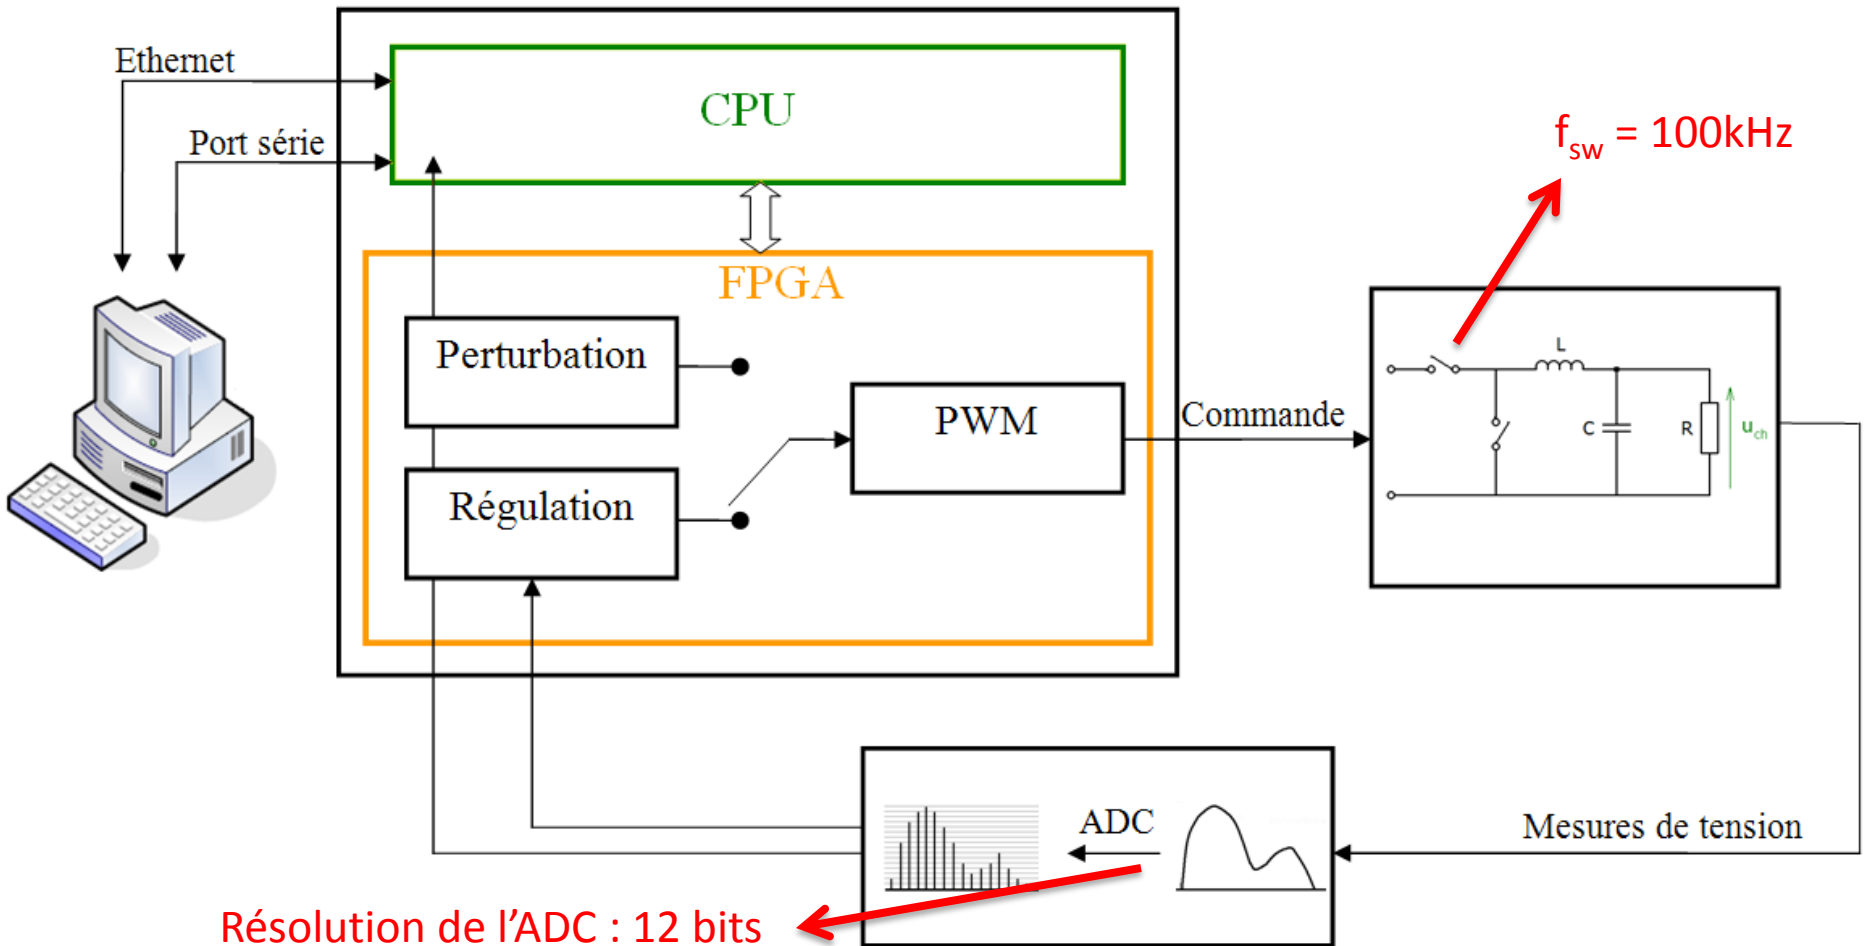 Ethernet
CPU
Port série
f_sw = 100kHz
FPGA
Perturbation
PWM
Commande
Régulation
L
C
R
u_ch
ADC
Mesures de tension
Résolution de l’ADC : 12 bits